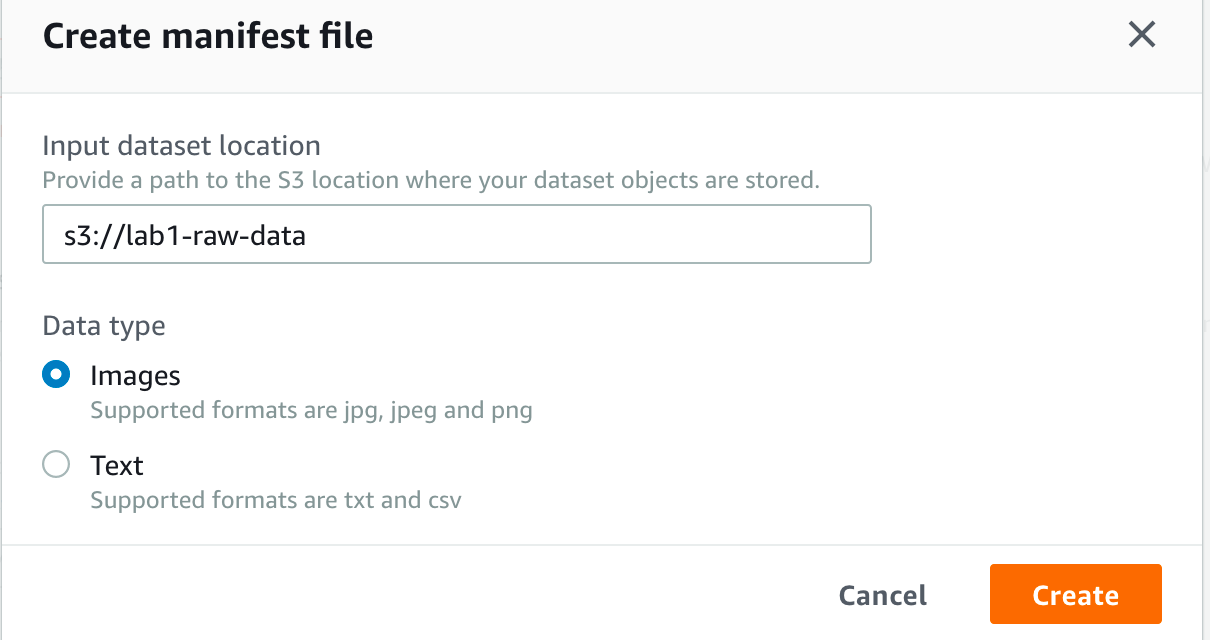 Create manifest file
Input dataset location
Provide a path to the S3 location where your dataset objects are stored.
s3://lab1-raw-data
Data type
Images
Supported formats are jpg, jpeg and png
Text
Supported formats are txt and csv
Cancel
Create